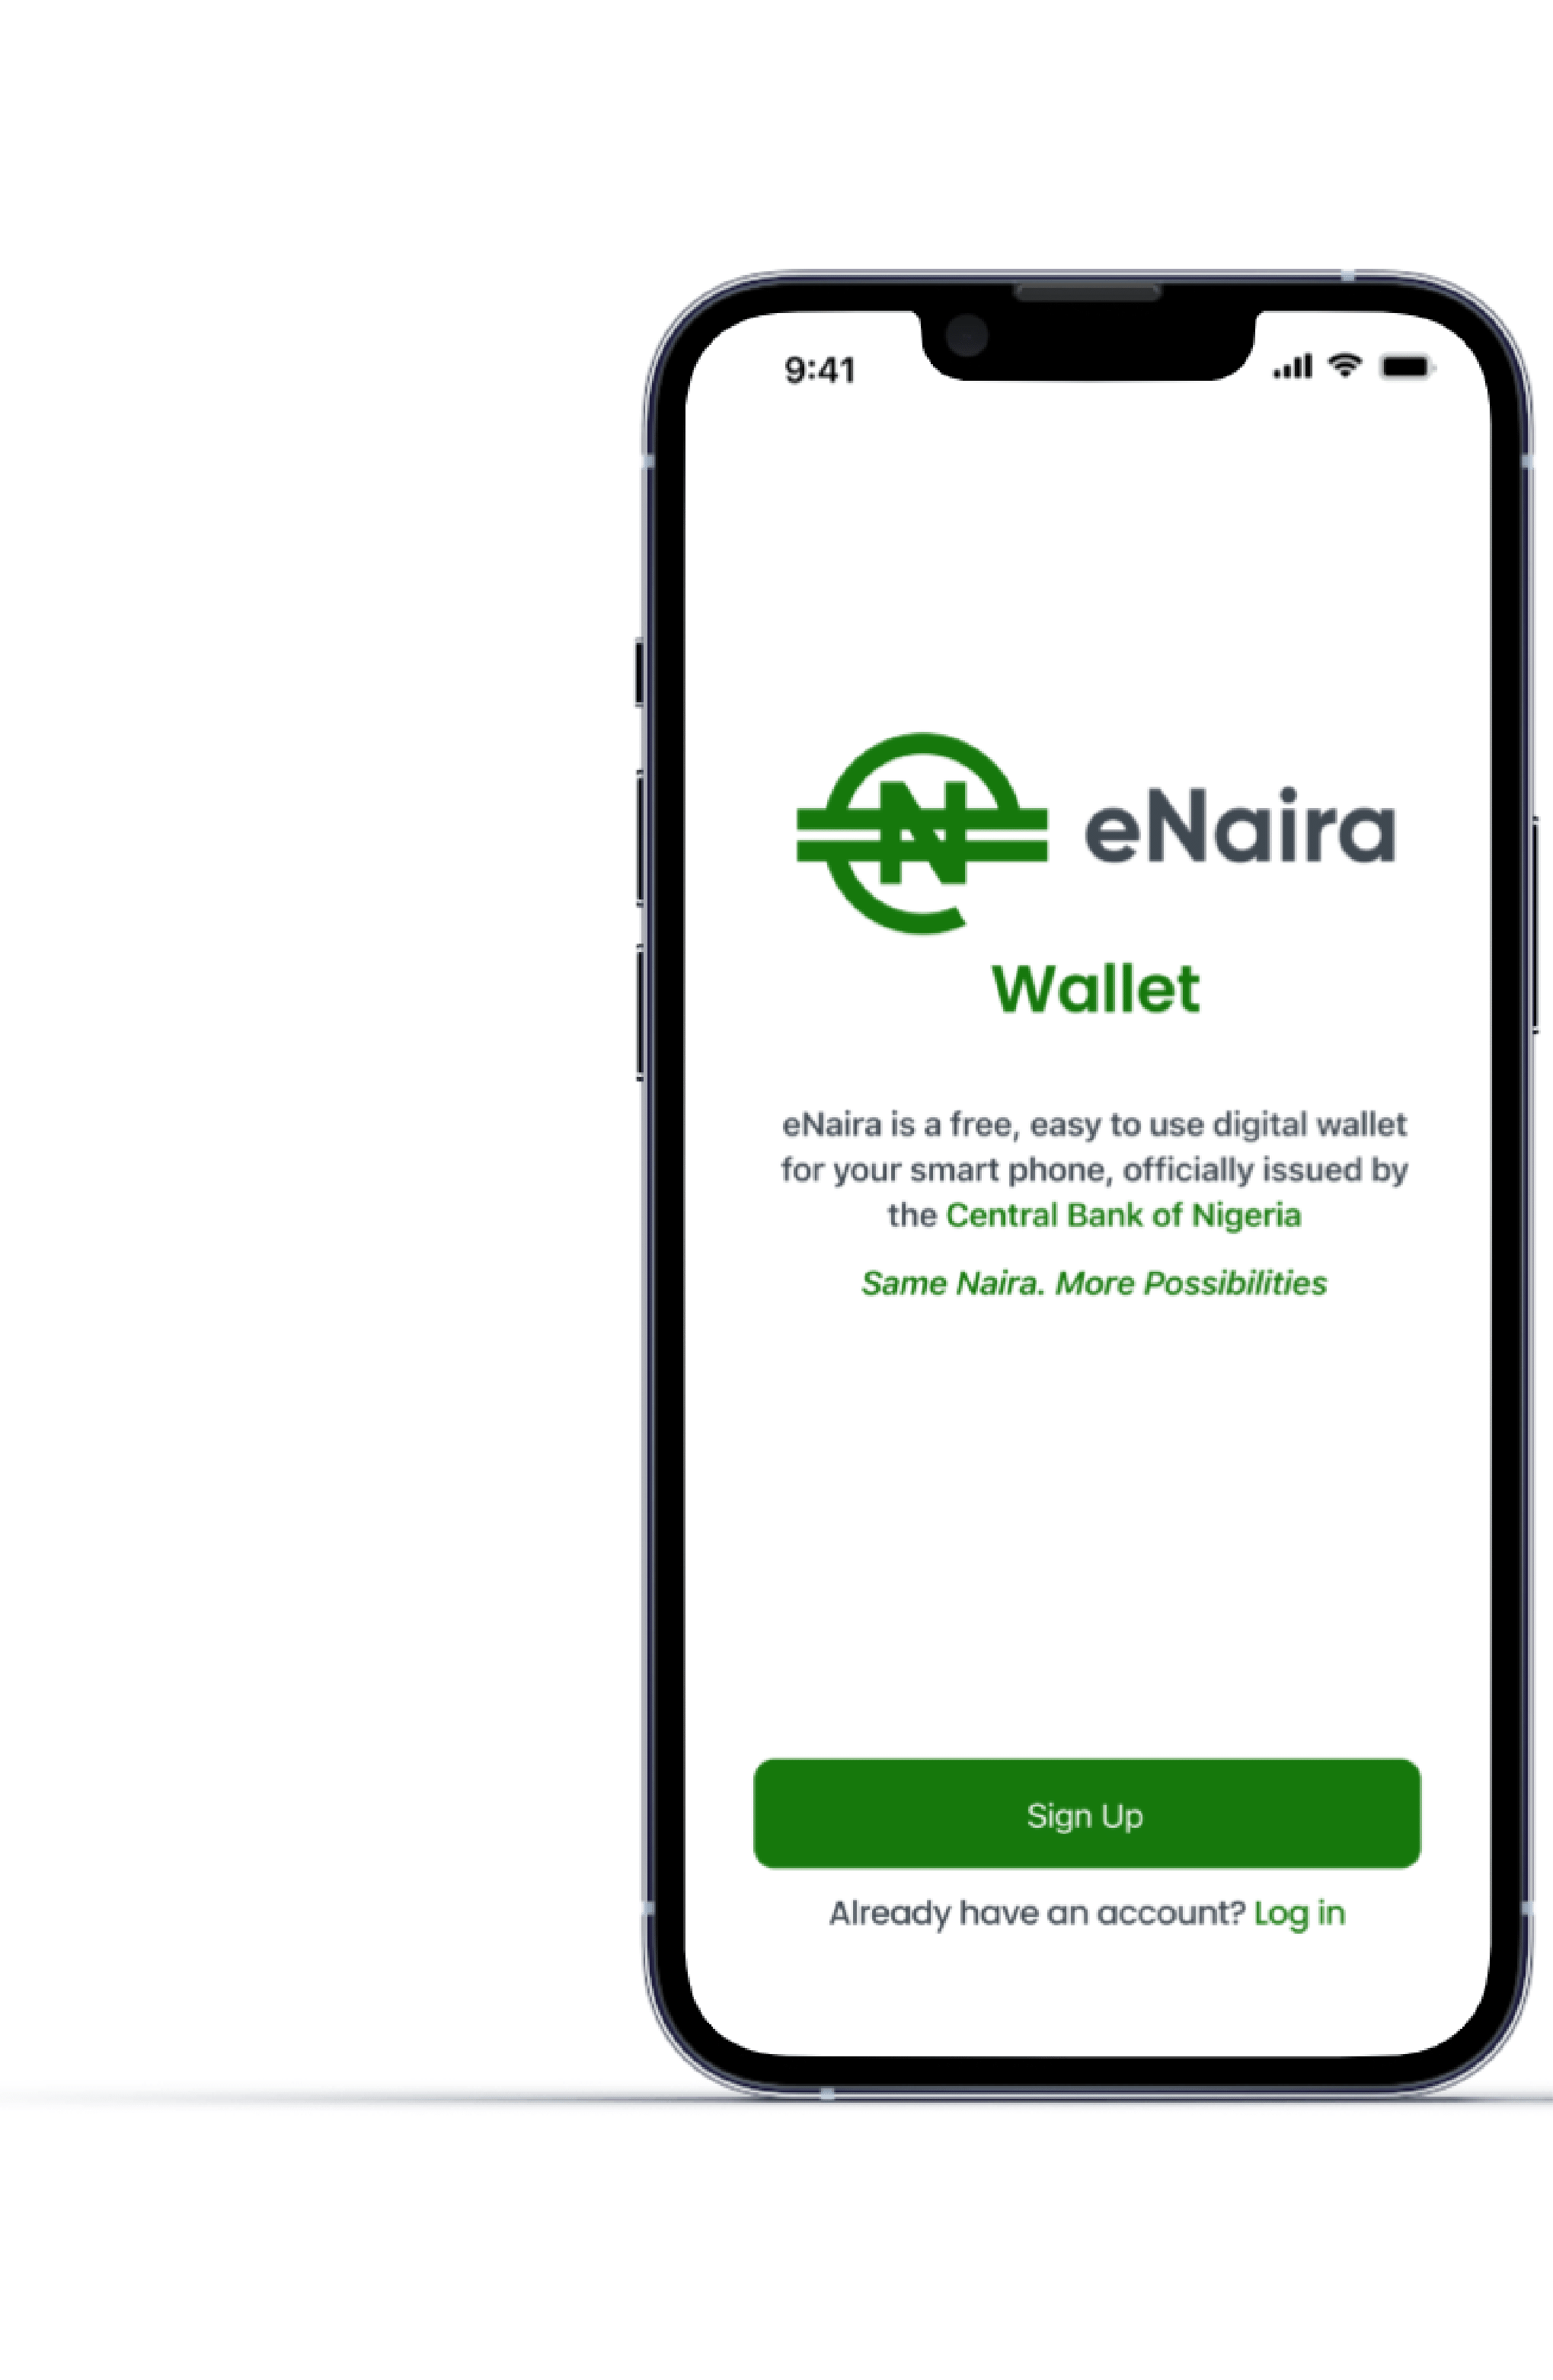 9:41
eNaira
Wallet
eNaira is a free, easy to use digital wallet
for your smart phone, officially issued by
the Central Bank of Nigeria
Same Naira. More Possibilities
Sign Up
Already have an account? Log in